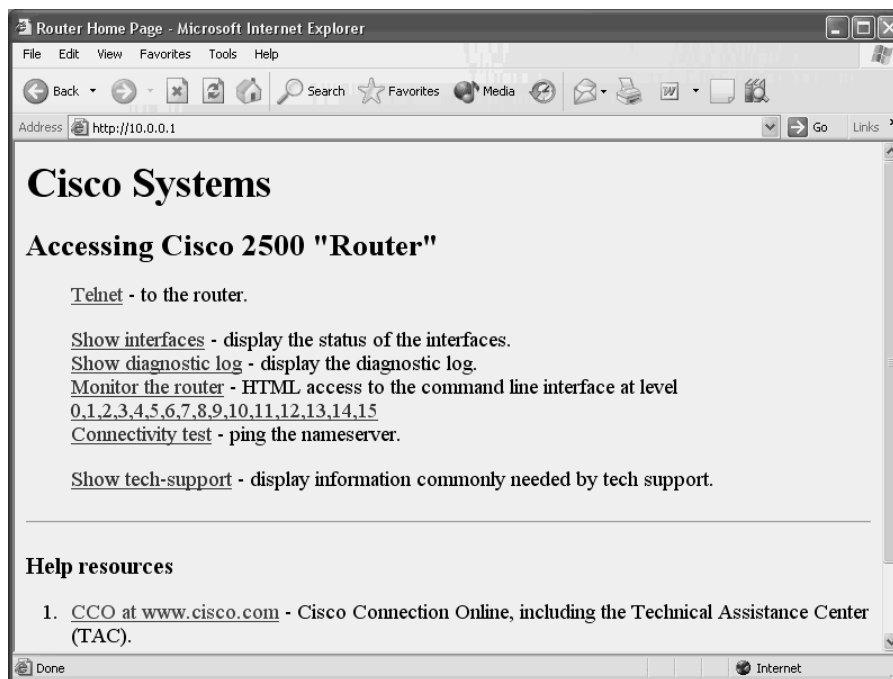 Router Home Page - Microsoft Internet Explorer
File Edit View Favorites Tools Help
Back Search Favorites Media
Address http://10.0.0.1 Go Links
Cisco Systems
Accessing Cisco 2500 "Router"
Telnet - to the router.
Show interfaces - display the status of the interfaces.
Show diagnostic log - display the diagnostic log.
Monitor the router - HTML access to the command line interface at level
0,1,2,3,4,5,6,7,8,9,10,11,12,13,14,15
Connectivity test - ping the nameserver.
Show tech-support - display information commonly needed by tech support.
Help resources
1. CCO at www.cisco.com - Cisco Connection Online, including the Technical Assistance Center
(TAC).
Done Internet